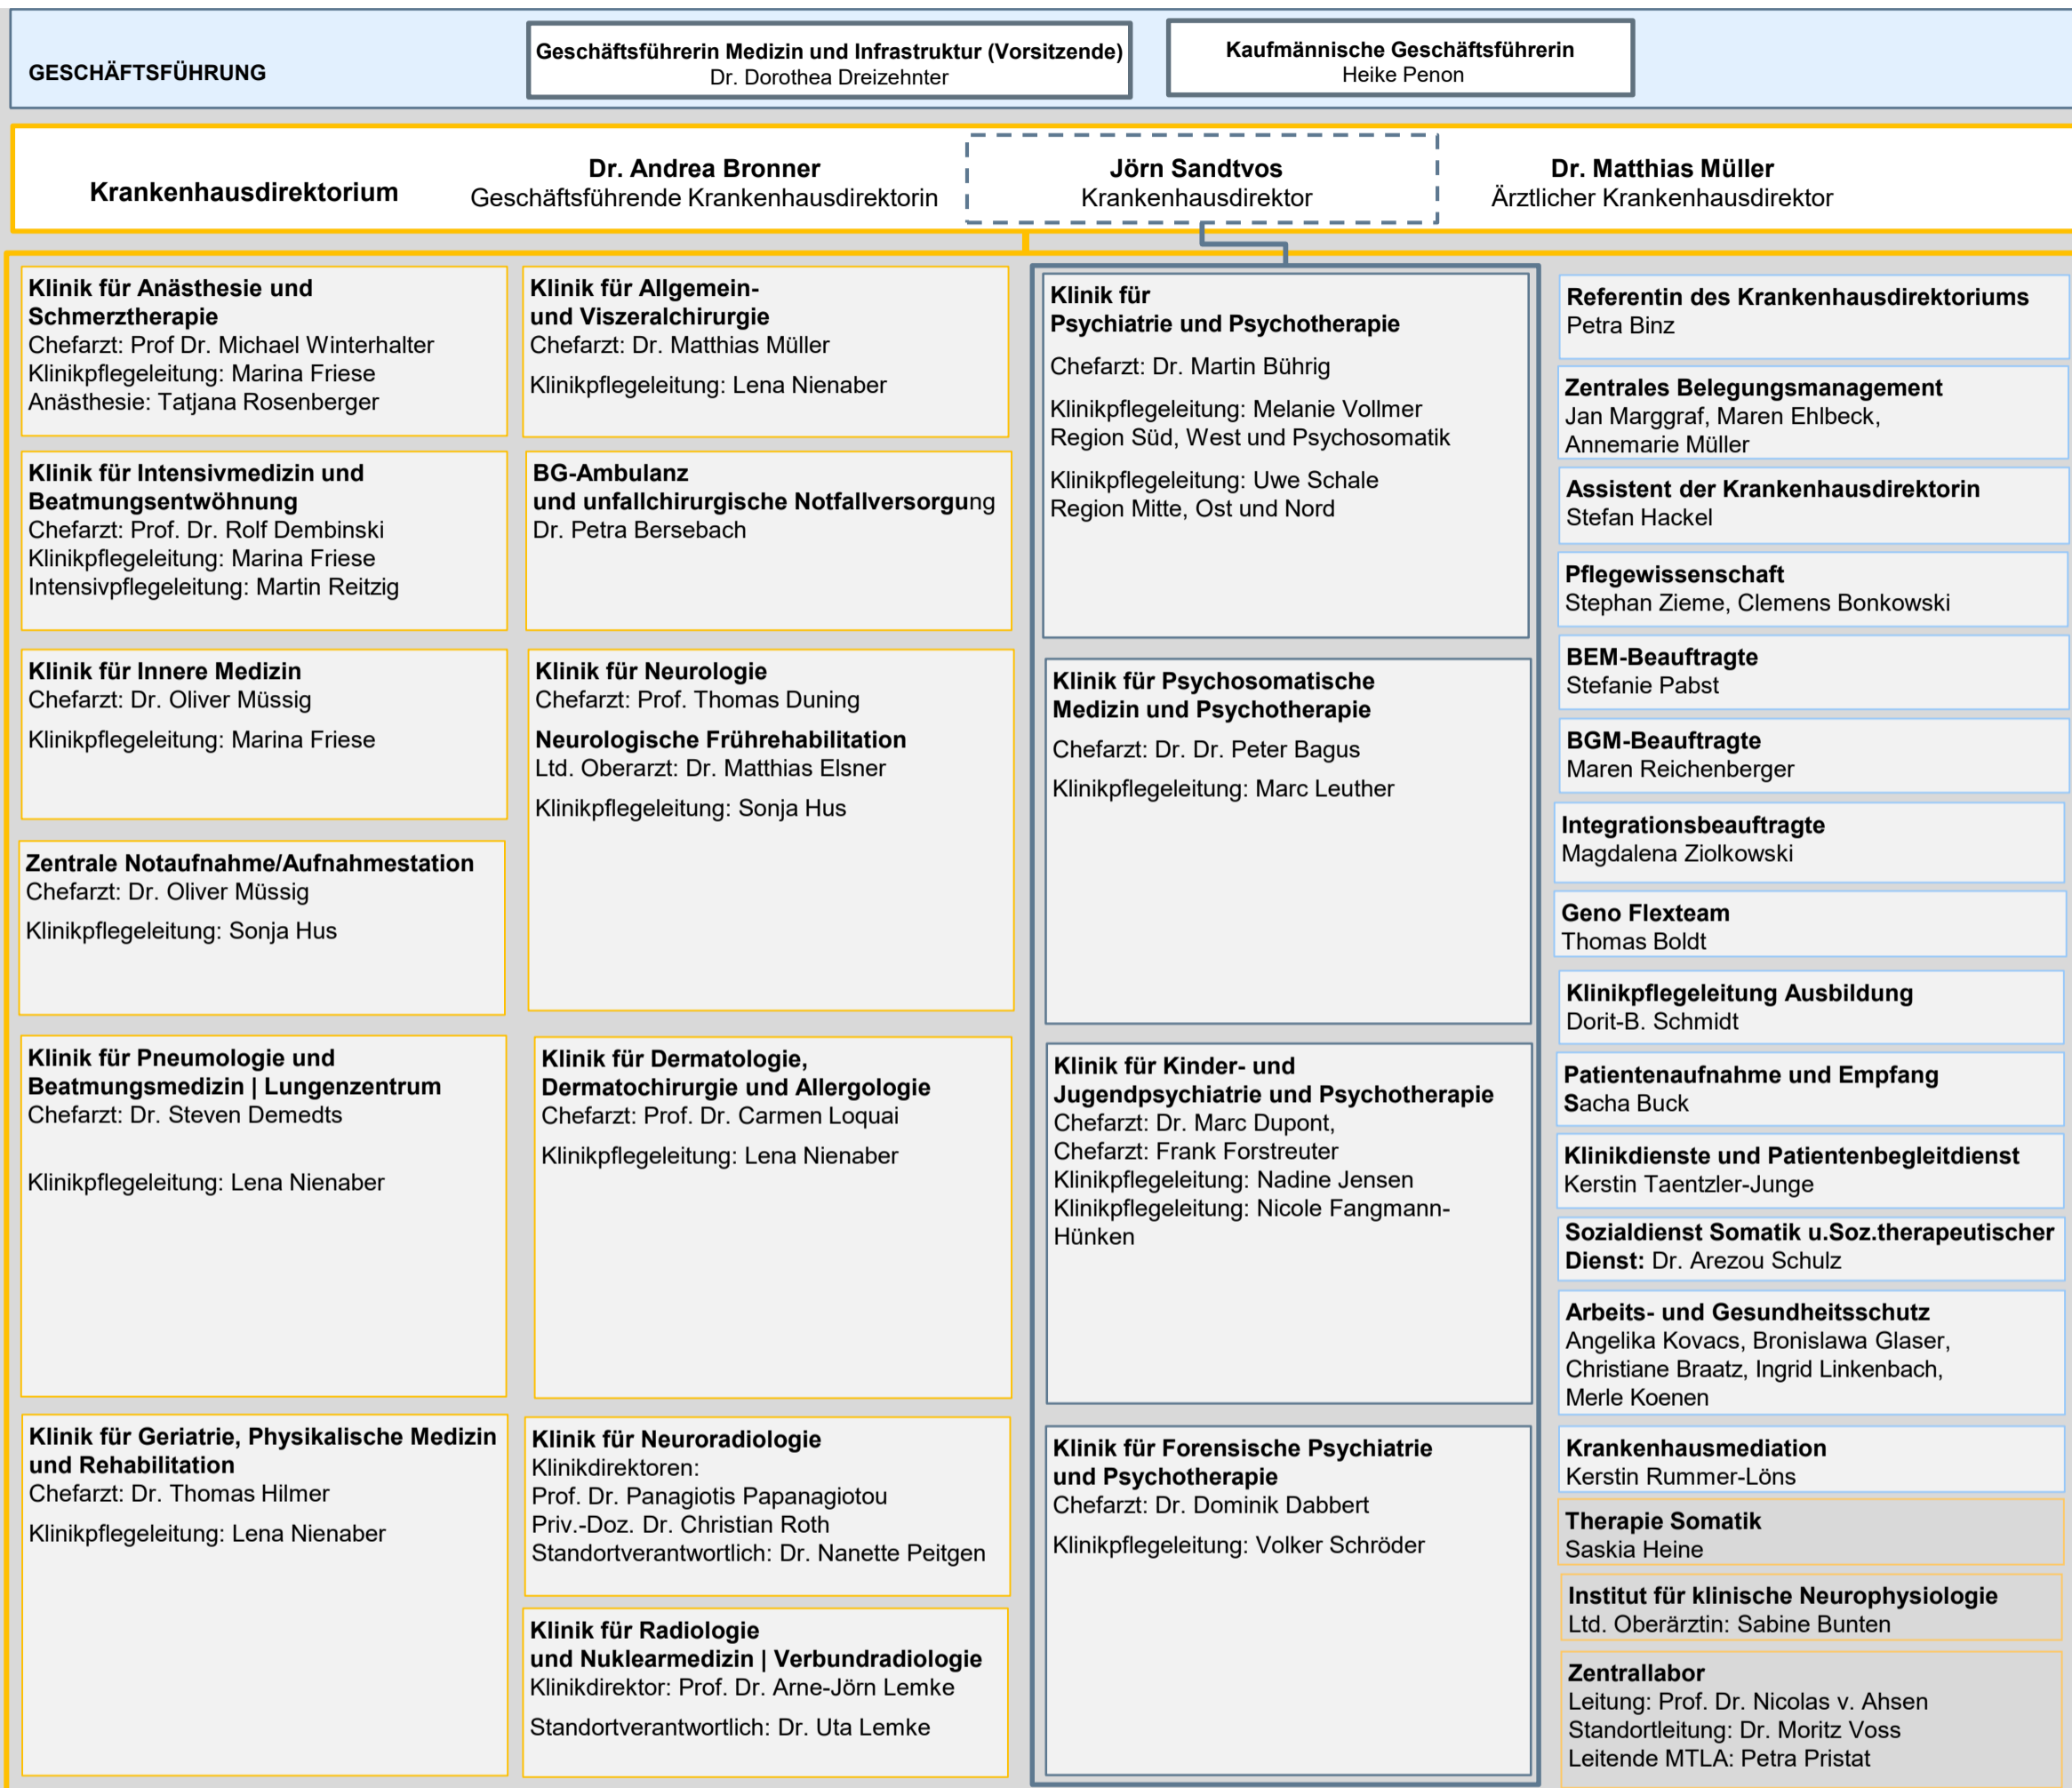 GESCHÄFTSFÜHRUNG
Geschäftsführerin Medizin und Infrastruktur (Vorsitzende)
Dr. Dorothea Dreizehnter
Kaufmännische Geschäftsführerin
Heike Penon
Krankenhausdirektorium
Dr. Andrea Bronner
Geschäftsführende Krankenhausdirektorin
Jörn Sandtvos
Krankenhausdirektor
Dr. Matthias Müller
Ärztlicher Krankenhausdirektor
Klinik für Anästhesie und
Schmerztherapie
Chefarzt: Prof Dr. Michael Winterhalter
Klinikpflegeleitung: Marina Friese
Anästhesie: Tatjana Rosenberger
Klinik für Intensivmedizin und
Beatmungsentwöhnung
Chefarzt: Prof. Dr. Rolf Dembinski
Klinikpflegeleitung: Marina Friese
Intensivpflegeleitung: Martin Reitzig
Klinik für Innere Medizin
Chefarzt: Dr. Oliver Müssig
Klinikpflegeleitung: Marina Friese
Zentrale Notaufnahme/Aufnahmestation
Chefarzt: Dr. Oliver Müssig
Klinikpflegeleitung: Sonja Hus
Klinik für Pneumologie und
Beatmungsmedizin | Lungenzentrum
Chefarzt: Dr. Steven Demedts
Klinikpflegeleitung: Lena Nienaber
Klinik für Geriatrie, Physikalische Medizin
und Rehabilitation
Chefarzt: Dr. Thomas Hilmer
Klinikpflegeleitung: Lena Nienaber
Klinik für Allgemein-
und Viszeralchirurgie
Chefarzt: Dr. Matthias Müller
Klinikpflegeleitung: Lena Nienaber
BG-Ambulanz
und unfallchirurgische Notfallversorgung
Dr. Petra Bersebach
Klinik für Neurologie
Chefarzt: Prof. Thomas Duning
Neurologische Frührehabilitation
Ltd. Oberarzt: Dr. Matthias Elsner
Klinikpflegeleitung: Sonja Hus
Klinik für Dermatologie,
Dermatochirurgie und Allergologie
Chefarzt: Prof. Dr. Carmen Loquai
Klinikpflegeleitung: Lena Nienaber
Klinik für Neuroradiologie
Klinikdirektoren:
Prof. Dr. Panagiotis Papanagiotou
Priv.-Doz. Dr. Christian Roth
Standortverantwortlich: Dr. Nanette Peitgen
Klinik für Radiologie
und Nuklearmedizin | Verbundradiologie
Klinikdirektor: Prof. Dr. Arne-Jörn Lemke
Standortverantwortlich: Dr. Uta Lemke
Klinik für
Psychiatrie und Psychotherapie
Chefarzt: Dr. Martin Bührig
Klinikpflegeleitung: Melanie Vollmer
Region Süd, West und Psychosomatik
Klinikpflegeleitung: Uwe Schale
Region Mitte, Ost und Nord
Klinik für Psychosomatische
Medizin und Psychotherapie
Chefarzt: Dr. Dr. Peter Bagus
Klinikpflegeleitung: Marc Leuther
Klinik für Kinder- und
Jugendpsychiatrie und Psychotherapie
Chefarzt: Dr. Marc Dupont,
Chefarzt: Frank Forstreuter
Klinikpflegeleitung: Nadine Jensen
Klinikpflegeleitung: Nicole Fangmann-
Hünken
Klinik für Forensische Psychiatrie
und Psychotherapie
Chefarzt: Dr. Dominik Dabbert
Klinikpflegeleitung: Volker Schröder
Referentin des Krankenhausdirektoriums
Petra Binz
Zentrales Belegungsmanagement
Jan Marggraf, Maren Ehlbeck,
Annemarie Müller
Assistent der Krankenhausdirektorin
Stefan Hackel
Pflegewissenschaft
Stephan Zieme, Clemens Bonkowski
BEM-Beauftragte
Stefanie Pabst
BGM-Beauftragte
Maren Reichenberger
Integrationsbeauftragte
Magdalena Ziolkowski
Geno Flexteam
Thomas Boldt
Klinikpflegeleitung Ausbildung
Dorit-B. Schmidt
Patientenaufnahme und Empfang
Sacha Buck
Klinikdienste und Patientenbegleitdienst
Kerstin Taentzler-Junge
Sozialdienst Somatik u.Soz.therapeutischer
Dienst: Dr. Arezou Schulz
Arbeits- und Gesundheitsschutz
Angelika Kovacs, Bronislawa Glaser,
Christiane Braatz, Ingrid Linkenbach,
Merle Koenen
Krankenhausmediation
Kerstin Rummer-Löns
Therapie Somatik
Saskia Heine
Institut für klinische Neurophysiologie
Ltd. Oberärztin: Sabine Bunten
Zentrallabor
Leitung: Prof. Dr. Nicolas v. Ahsen
Standortleitung: Dr. Moritz Voss
Leitende MTLA: Petra Pristat